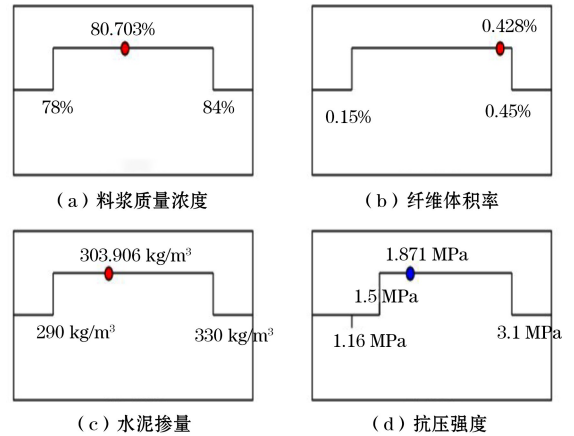 80.703%
78%
84%
(a) 料浆质量浓度
0.428%
0.15%
0.45%
(b) 纤维体积率
303.906 kg/m³
290 kg/m³
330 kg/m³
(c) 水泥掺量
1.871 MPa
1.5 MPa
1.16 MPa
3.1 MPa
(d) 抗压强度